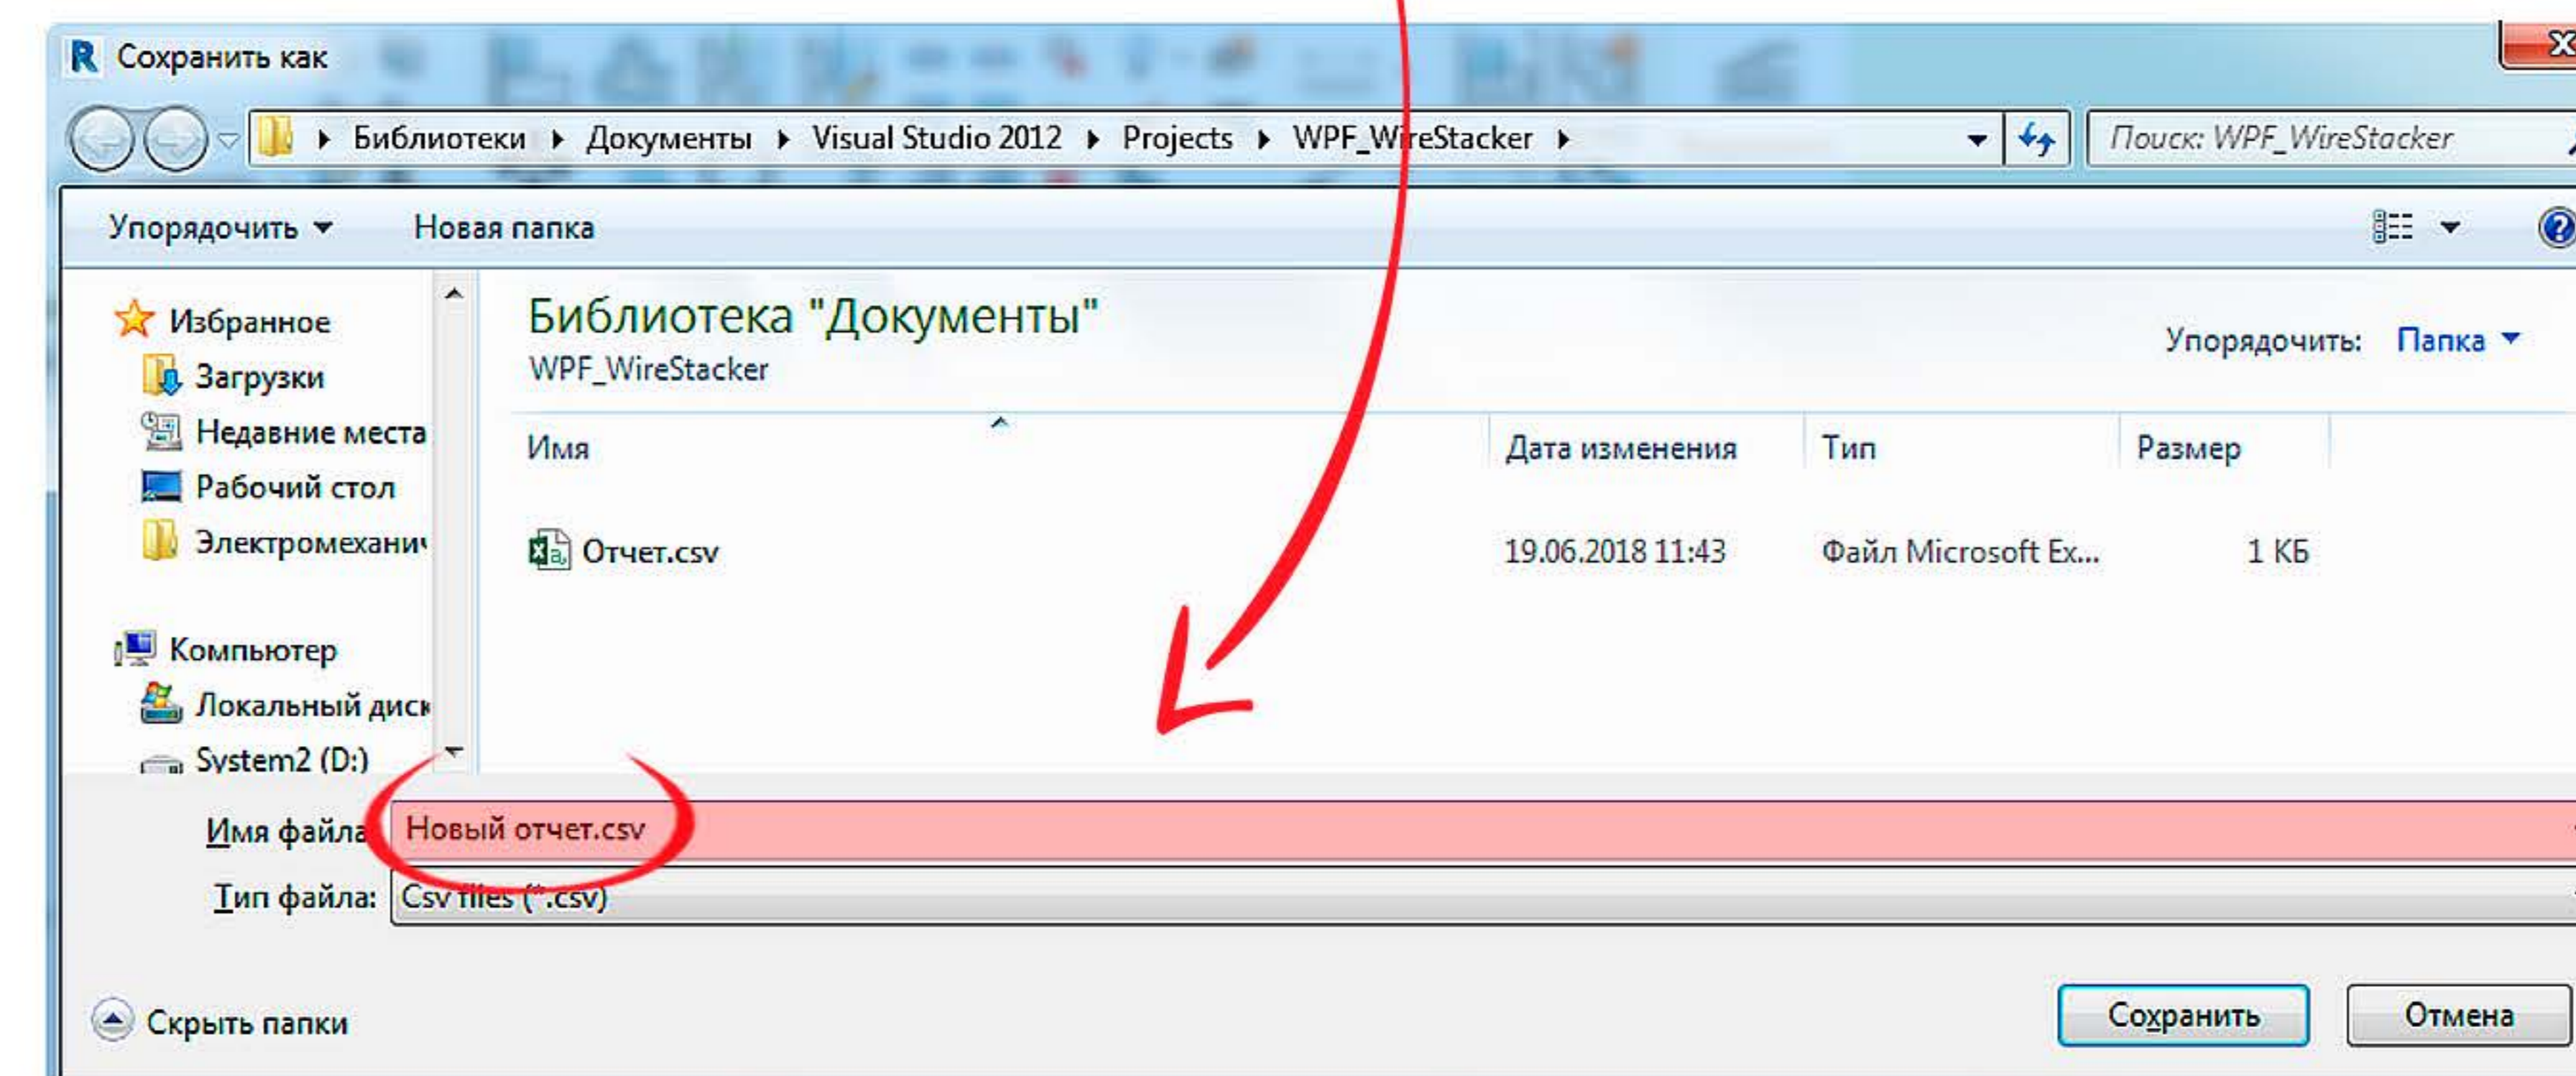 Сохранить как
Библиотеки Документы Visual Studio 2012 Projects WPF_WireStacker
Поиск: WPF_WireStacker
Упорядочить Новая папка
Избранное
Загрузки
Недавние места
Рабочий стол
Электромеханич
Компьютер
Локальный диск
System2 (D:)
Библиотека "Документы"
WPF_WireStacker
Упорядочить: Папка
Имя Дата изменения Тип Размер
Отчет.csv 19.06.2018 11:43 Файл Microsoft Ex... 1 КБ
Имя файла: Новый отчет.csv
Тип файла: Csv files (*.csv)
Скрыть папки
Сохранить Отмена